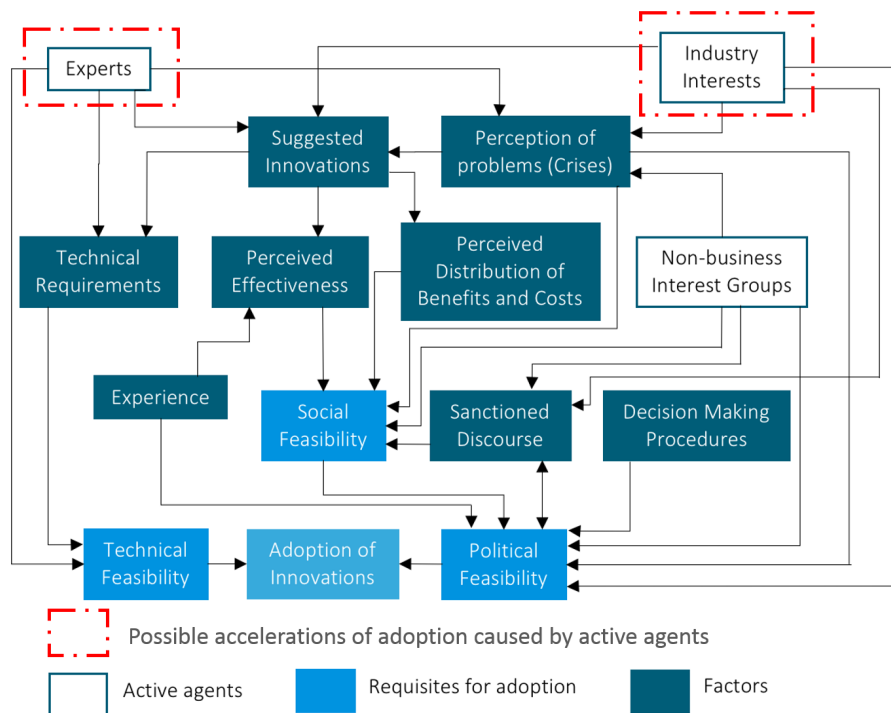 Experts
Industry
Interests
Suggested
Innovations
Perception of
problems (Crises)
Technical
Requirements
Perceived
Effectiveness
Perceived
Distribution of
Benefits and Costs
Non-business
Interest Groups
Experience
Social
Feasibility
Sanctioned
Discourse
Decision Making
Procedures
Technical
Feasibility
Adoption of
Innovations
Political
Feasibility
Possible accelerations of adoption caused by active agents
Active agents
Requisites for adoption
Factors